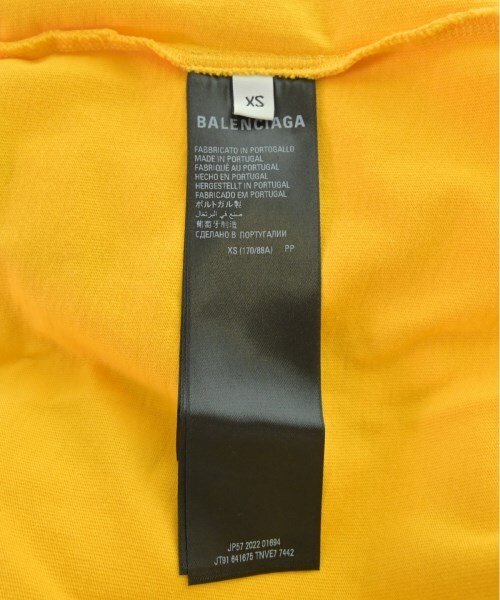 XS
BALENCIAGA
FABBRICATO IN PORTOGALLO
MADE IN PORTUGAL
FABRIQUÉ AU PORTUGAL
HECHO EN PORTUGAL
HERGESTELLT IN PORTUGAL
FABRICADO EM PORTUGAL
ポルトガル製
صنع في البرتغال
葡萄牙制造
СДЕЛАНО В ПОРТУГАЛИИ
XS (170/88A) PP
JP57 2022 01694
JT91 641675 TNVE7 7442